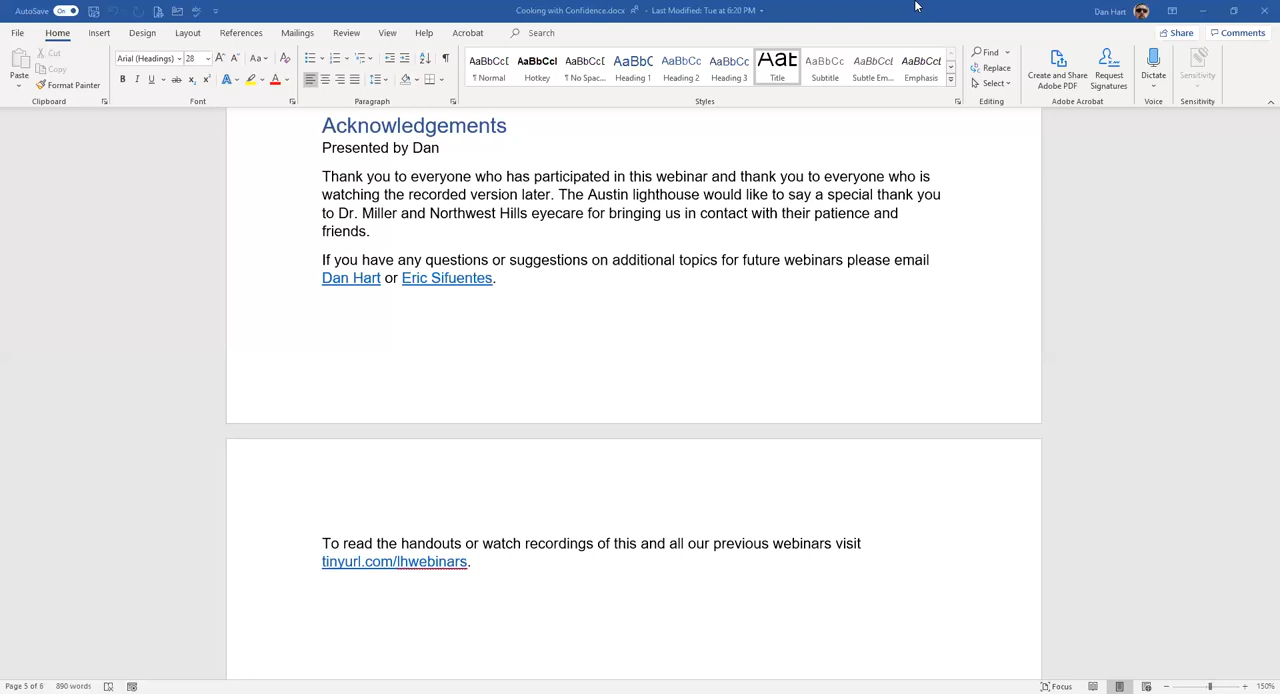 AutoSave On Cooking with Confidence.docx - Last Modified: Tue at 6:20 PM Dan Hart
File Home Insert Design Layout References Mailings Review View Help Acrobat Search Share Comments
Paste Cut Copy Format Painter
Clipboard
Arial (Headings) 28
Font
Paragraph
AaBbCcI AaBbCcI AaBbCcI AaBbC AaBbCc AaBbCc Aat AaBbCc AaBbCcI AaBbCcI
¶ Normal Hotkey ¶ No Spac... Heading 1 Heading 2 Heading 3 Title Subtitle Subtle Em... Emphasis
Styles
Find
Replace
Select
Editing
Create and Share Adobe PDF
Request Signatures
Adobe Acrobat
Dictate
Voice
Sensitivity
Sensitivity
Acknowledgements
Presented by Dan
Thank you to everyone who has participated in this webinar and thank you to everyone who is
watching the recorded version later. The Austin lighthouse would like to say a special thank you
to Dr. Miller and Northwest Hills eyecare for bringing us in contact with their patience and
friends.
If you have any questions or suggestions on additional topics for future webinars please email
Dan Hart or Eric Sifuentes.
To read the handouts or watch recordings of this and all our previous webinars visit
tinyurl.com/lhwebinars.
Page 5 of 6 890 words Focus 150%